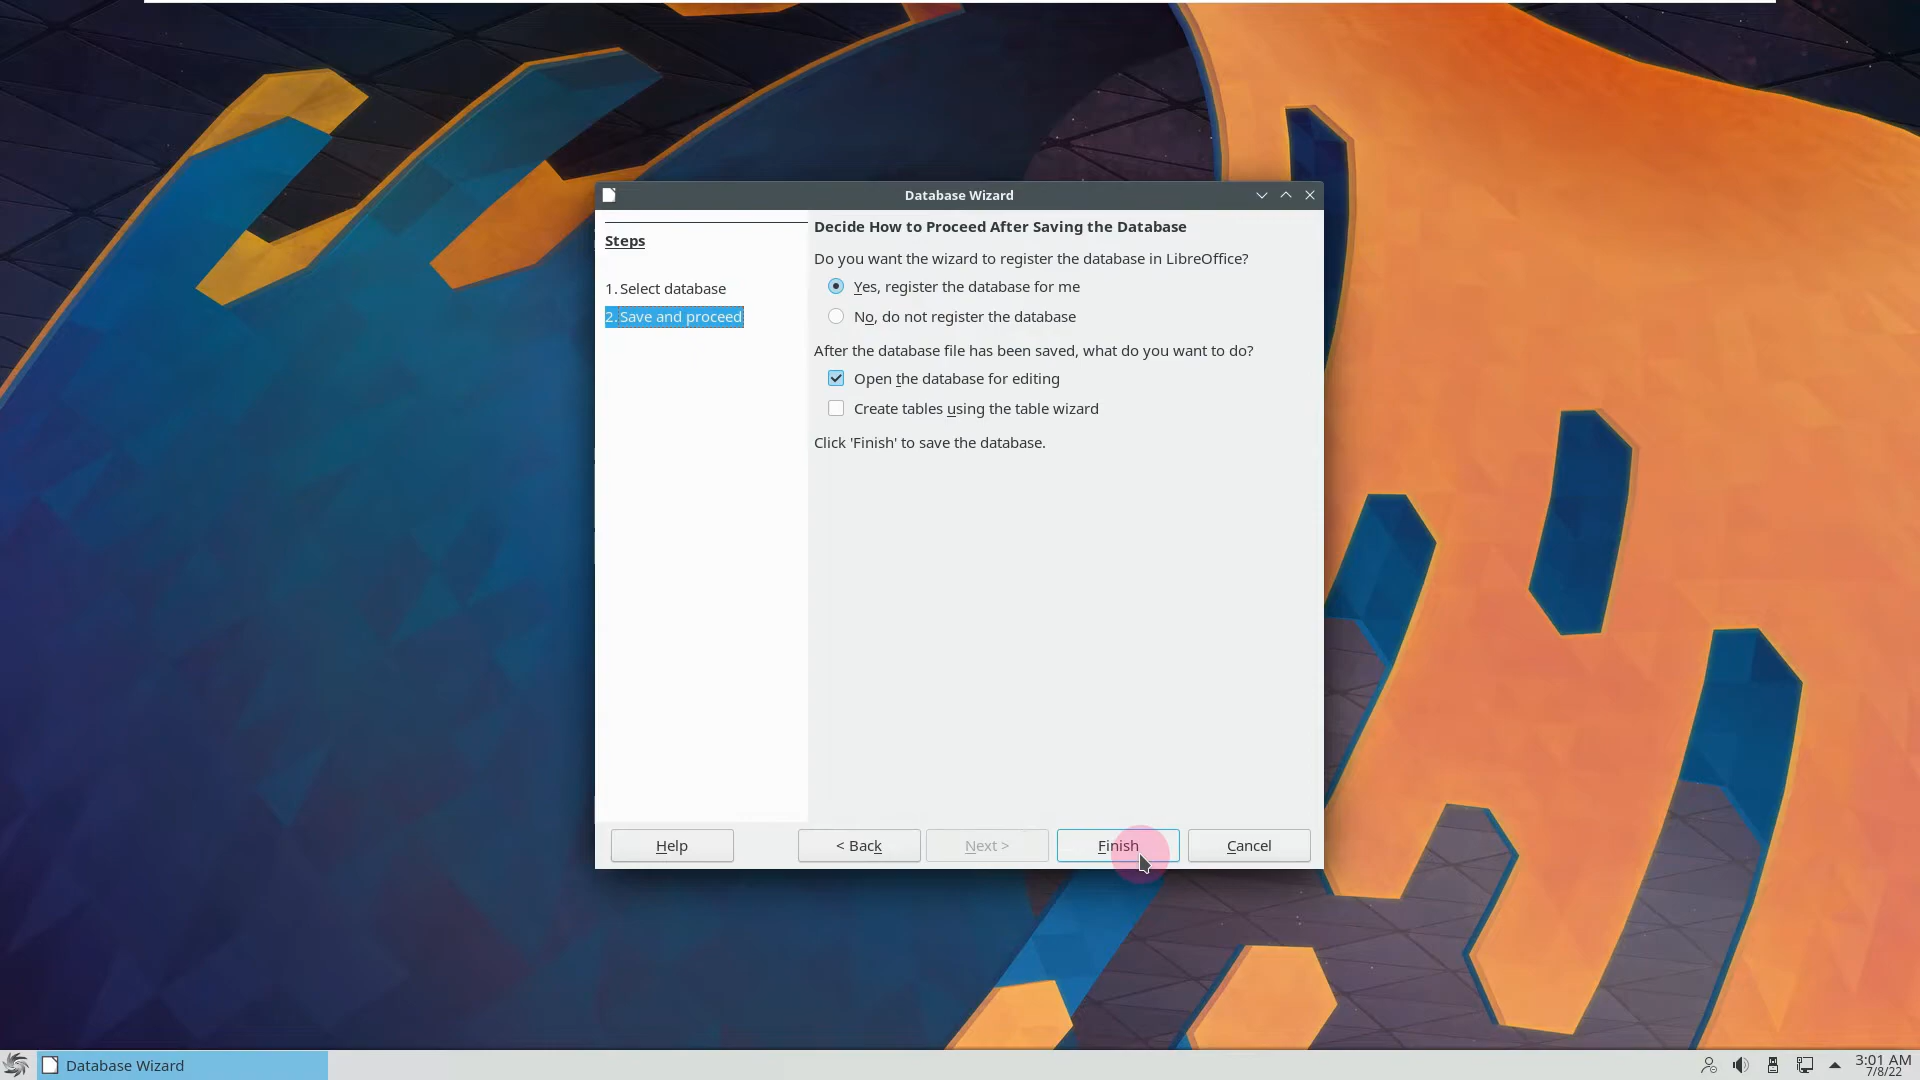 Database Wizard
Steps
1. Select database
2. Save and proceed
Decide How to Proceed After Saving the Database
Do you want the wizard to register the database in LibreOffice?
Yes, register the database for me
No, do not register the database
After the database file has been saved, what do you want to do?
Open the database for editing
Create tables using the table wizard
Click 'Finish' to save the database.
Help
< Back
Next >
Finish
Cancel
Database Wizard
3:01 AM
7/8/22